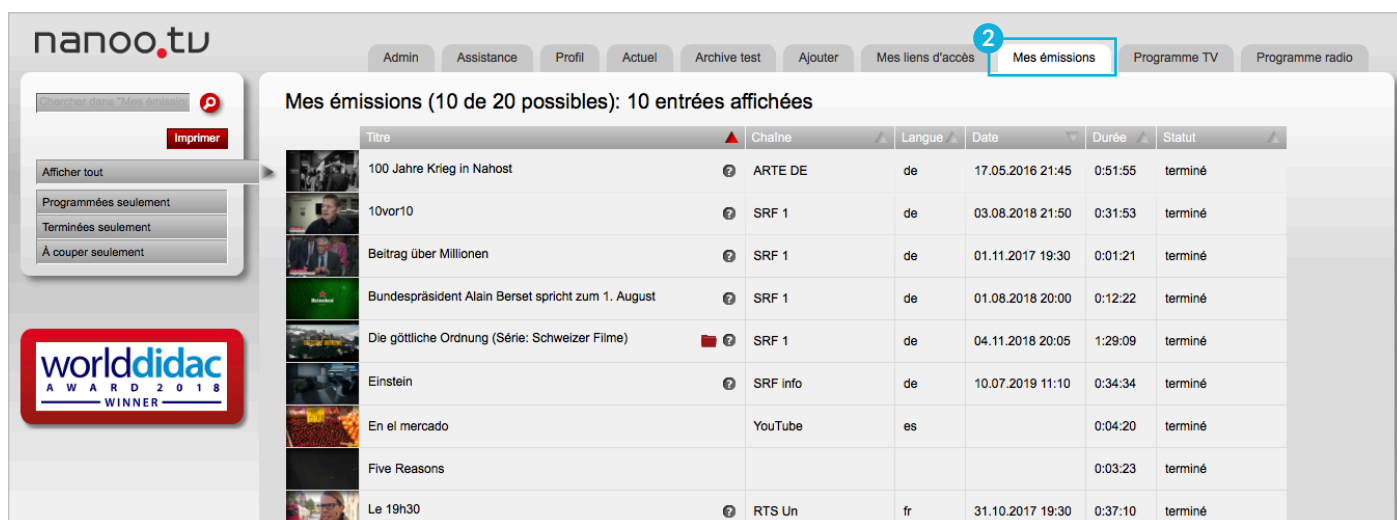 nanoo.tv
2
Admin Assistance Profil Actuel Archive test Ajouter Mes liens d'accès Mes émissions Programme TV Programme radio
Chercher dans "Mes émission
Imprimer
Afficher tout
Programmées seulement
Terminées seulement
À couper seulement
worlddidac
AWARD 2018
WINNER
Mes émissions (10 de 20 possibles): 10 entrées affichées
Titre Chaîne Langue Date Durée Statut
100 Jahre Krieg in Nahost ? ARTE DE de 17.05.2016 21:45 0:51:55 terminé
10vor10 ? SRF 1 de 03.08.2018 21:50 0:31:53 terminé
Beitrag über Millionen ? SRF 1 de 01.11.2017 19:30 0:01:21 terminé
Heineken
Bundespräsident Alain Berset spricht zum 1. August ? SRF 1 de 01.08.2018 20:00 0:12:22 terminé
Die göttliche Ordnung (Série: Schweizer Filme) ? SRF 1 de 04.11.2018 20:05 1:29:09 terminé
Einstein ? SRF info de 10.07.2019 11:10 0:34:34 terminé
En el mercado YouTube es 0:04:20 terminé
Five Reasons 0:03:23 terminé
Le 19h30 ? RTS Un fr 31.10.2017 19:30 0:37:10 terminé